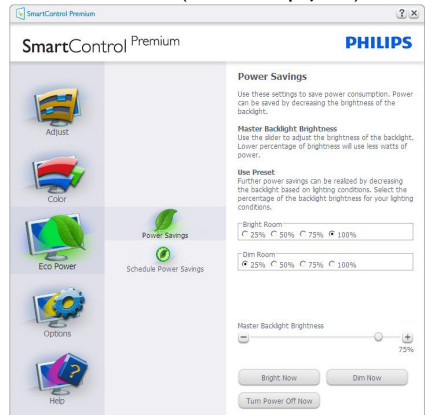 SmartControl Premium
? ×
SmartControl Premium
PHILIPS
Adjust
Color
Eco Power
Options
Help
Power Savings
Schedule Power Savings
Power Savings
Use these settings to save power consumption. Power
can be saved by decreasing the brightness of the
backlight.
Master Backlight Brightness
Use the slider to adjust the brightness of the backlight.
Lower percentage of brightness will use less watts of
power.
Use Preset
Further power savings can be realized by decreasing
the backlight based on lighting conditions. Select the
percentage of the backlight brightness for your lighting
conditions.
Bright Room
25% 50% 75% 100%
Dim Room
25% 50% 75% 100%
Master Backlight Brightness
75%
Bright Now Dim Now
Turn Power Off Now